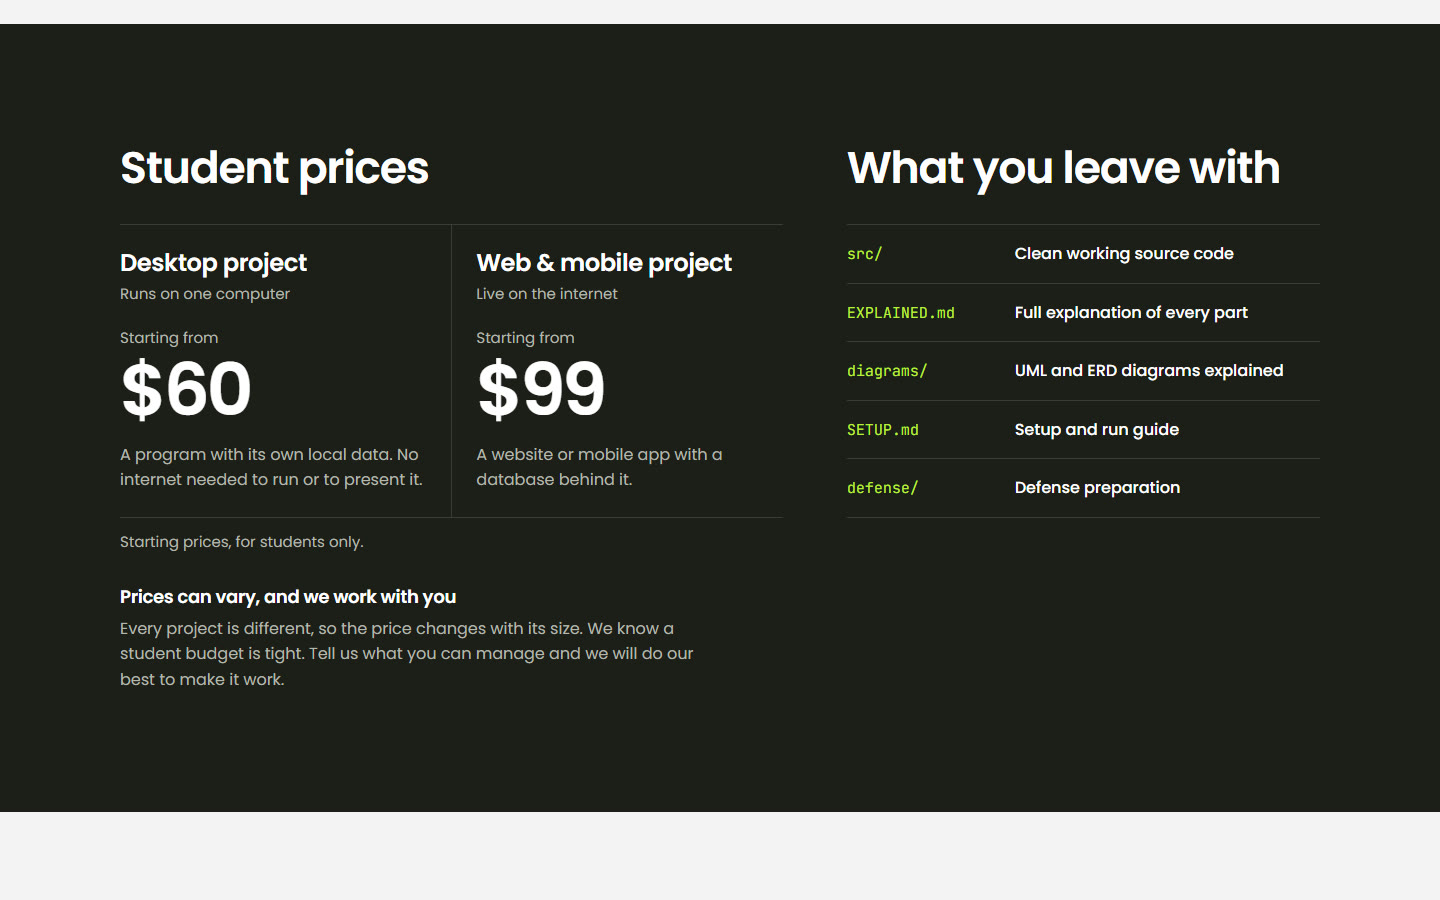 Student prices
Desktop project
Runs on one computer
Starting from
$60
A program with its own local data. No
internet needed to run or to present it.
Web & mobile project
Live on the internet
Starting from
$99
A website or mobile app with a
database behind it.
Starting prices, for students only.
Prices can vary, and we work with you
Every project is different, so the price changes with its size. We know a
student budget is tight. Tell us what you can manage and we will do our
best to make it work.
What you leave with
src/ Clean working source code
EXPLAINED.md Full explanation of every part
diagrams/ UML and ERD diagrams explained
SETUP.md Setup and run guide
defense/ Defense preparation